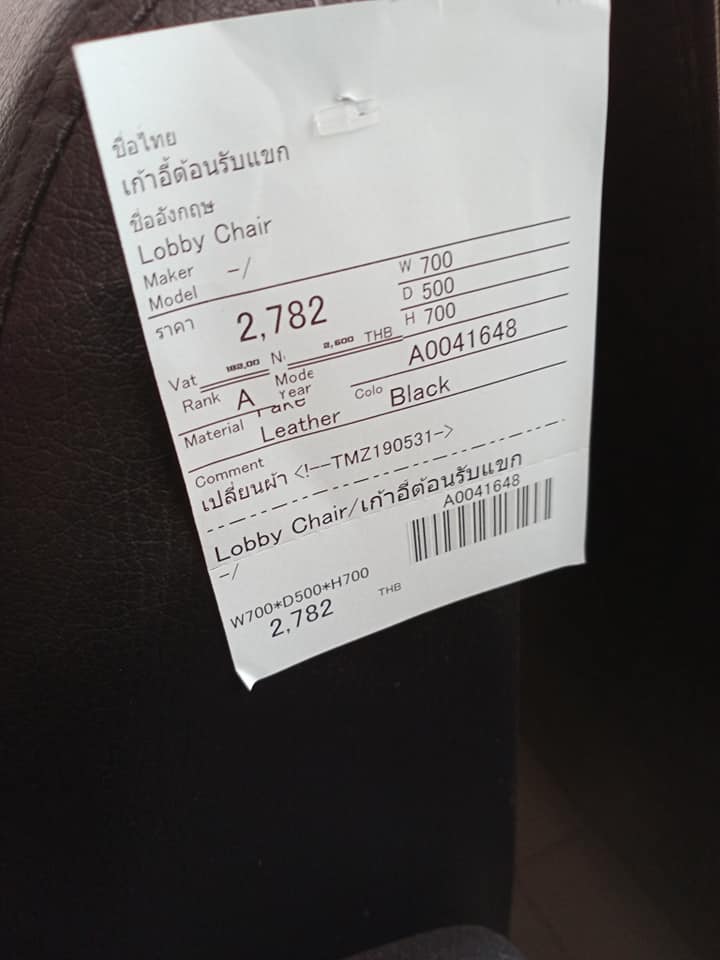 ชื่อไทย
เก้าอี้ต้อนรับแขก
ชื่ออังกฤษ
Lobby Chair
Maker -/
Model
ราคา 2,782
W 700
D 500
H 700
Vat 182,00 N. 2,600 THB
Rank A Mode Year A0041648
Material Leather Colo Black
Comment
เปลี่ยนผ้า <!--TMZ190531->
Lobby Chair/เก้าอี้ต้อนรับแขก
-/ A0041648
W700*D500*H700
2,782 THB